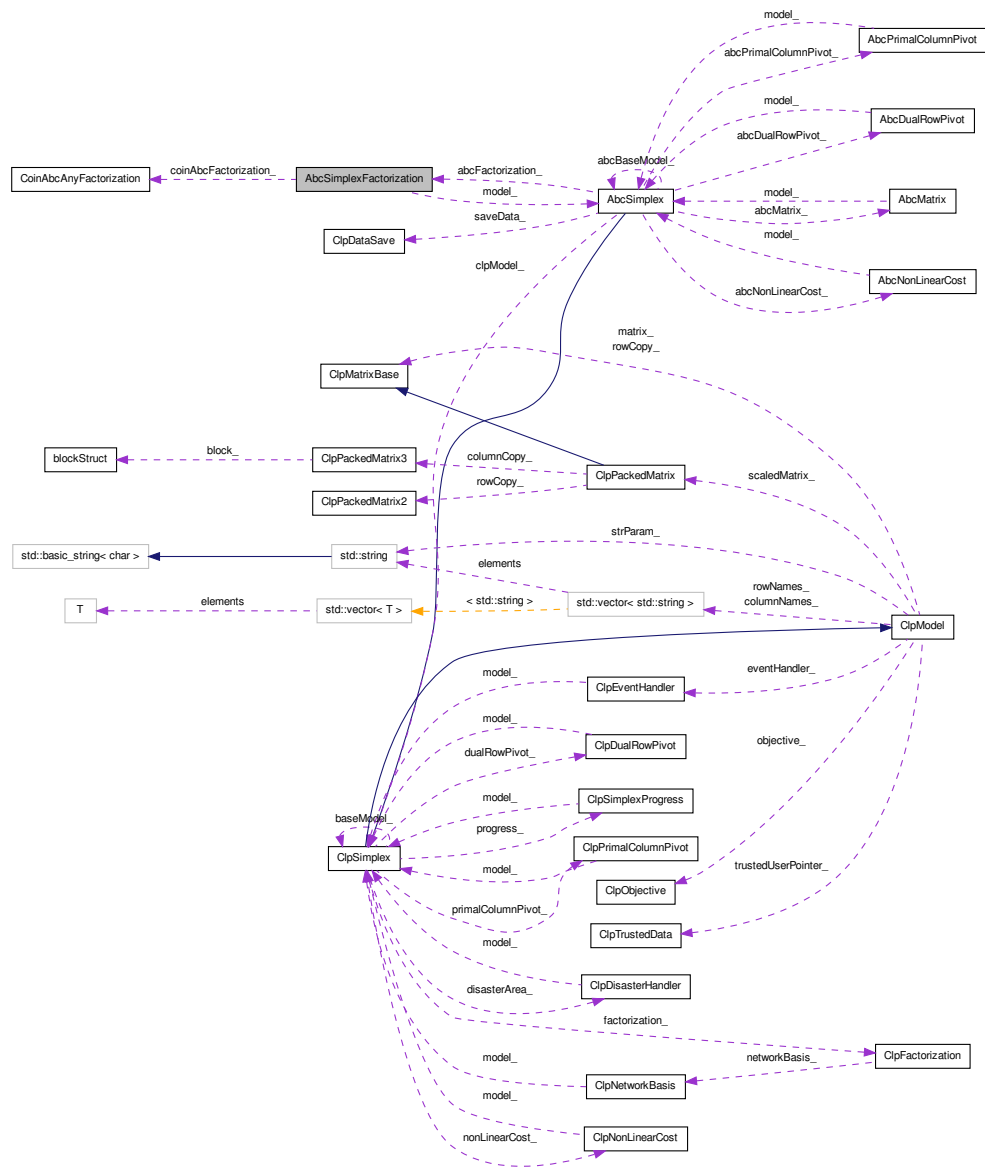 model_
AbcPrimalColumnPivot
abcPrimalColumnPivot_
model_
AbcDualRowPivot
abcDualRowPivot_
abcBaseModel_
coinAbcFactorization_
abcFactorization_
CoinAbcAnyFactorization
AbcSimplexFactorization
model_
model_
AbcSimplex
AbcMatrix
abcMatrix_
saveData_
model_
ClpDataSave
clpModel_
AbcNonLinearCost
abcNonLinearCost_
matrix_
rowCopy_
ClpMatrixBase
block_
columnCopy_
blockStruct
ClpPackedMatrix3
ClpPackedMatrix
scaledMatrix_
rowCopy_
ClpPackedMatrix2
strParam_
std::basic_string< char >
std::string
elements
rowNames_
columnNames_
elements
< std::string >
std::vector< std::string >
T
std::vector< T >
ClpModel
model_
eventHandler_
ClpEventHandler
model_
objective_
dualRowPivot_
ClpDualRowPivot
model_
ClpSimplexProgress
baseModel_
progress_
ClpPrimalColumnPivot
ClpSimplex
model_
trustedUserPointer_
ClpObjective
primalColumnPivot_
ClpTrustedData
model_
disasterArea_
ClpDisasterHandler
factorization_
model_
networkBasis_
ClpFactorization
ClpNetworkBasis
model_
nonLinearCost_
ClpNonLinearCost